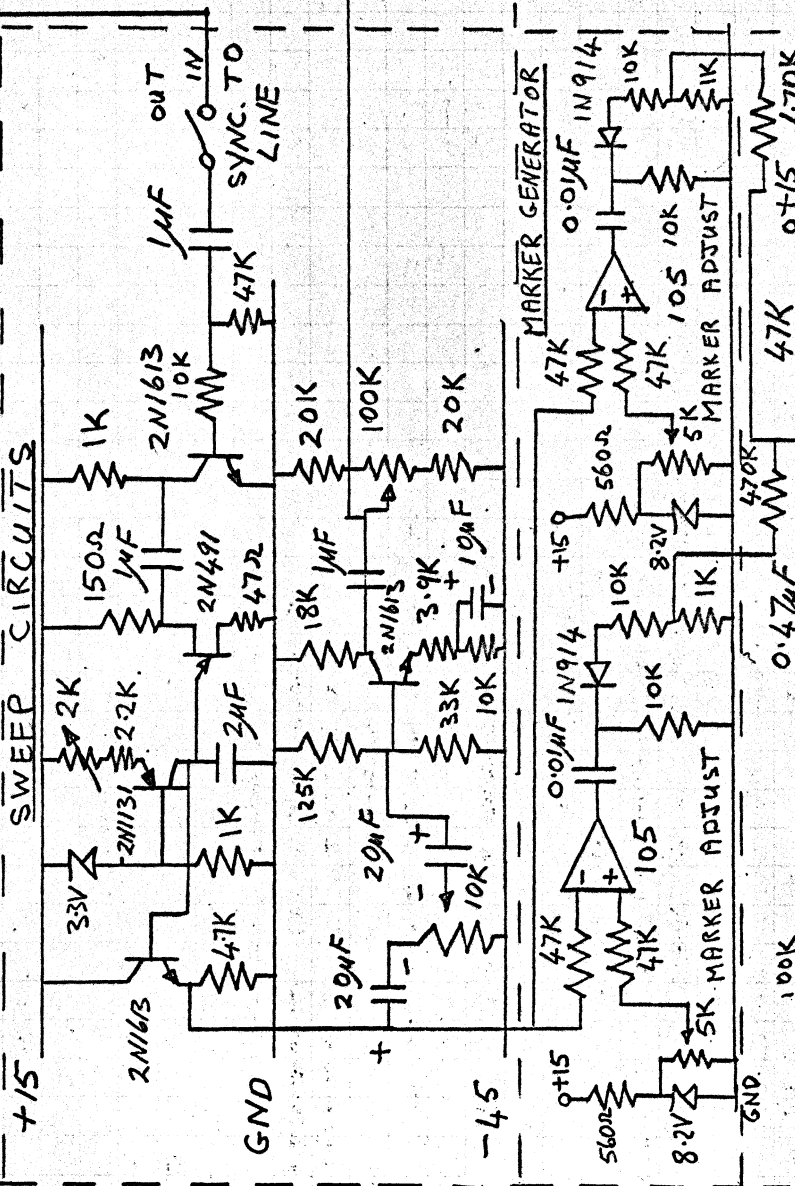 SWEEP CIRCUITS
+15
3.3V
2K
2.2K
150Ω
1K
1µF
2N1131
2N491
2N1613
10K
1µF
OUT
IN
SYNC. TO
LINE
2N1613
4.7K
1K
2µF
47Ω
47K
GND
125K
18K
20K
1µF
100K
20µF
+
-
20µF
+
-
10K
33K
2N1613
3.9K
10K
+
10µF
-
20K
-45
MARKER GENERATOR
47K
47K
-
+
105
0.01µF
1N914
10K
1K
10K
+15
560Ω
8.2V
5K
MARKER ADJUST
GND
47K
47K
-
+
105
0.01µF
1N914
10K
1K
10K
+15
560Ω
8.2V
5K
MARKER ADJUST
100K
0.47µF
470K
47K
+15